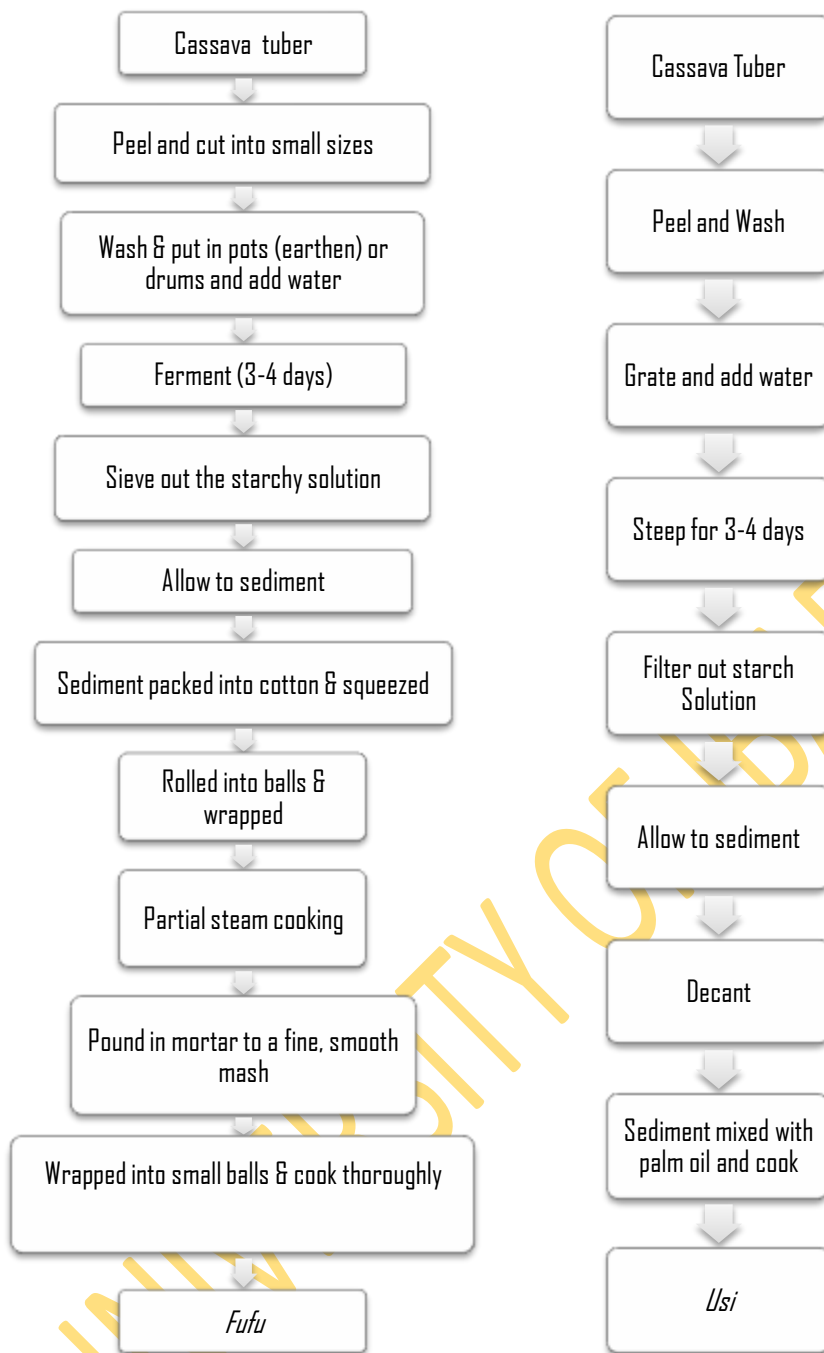 Cassava tuber
Peel and cut into small sizes
Wash & put in pots (earthen) or
drums and add water
Ferment (3-4 days)
Sieve out the starchy solution
Allow to sediment
Sediment packed into cotton & squeezed
Rolled into balls &
wrapped
Partial steam cooking
Pound in mortar to a fine, smooth
mash
Wrapped into small balls & cook thoroughly
Fufu
Cassava Tuber
Peel and Wash
Grate and add water
Steep for 3-4 days
Filter out starch
Solution
Allow to sediment
Decant
Sediment mixed with
palm oil and cook
Usi